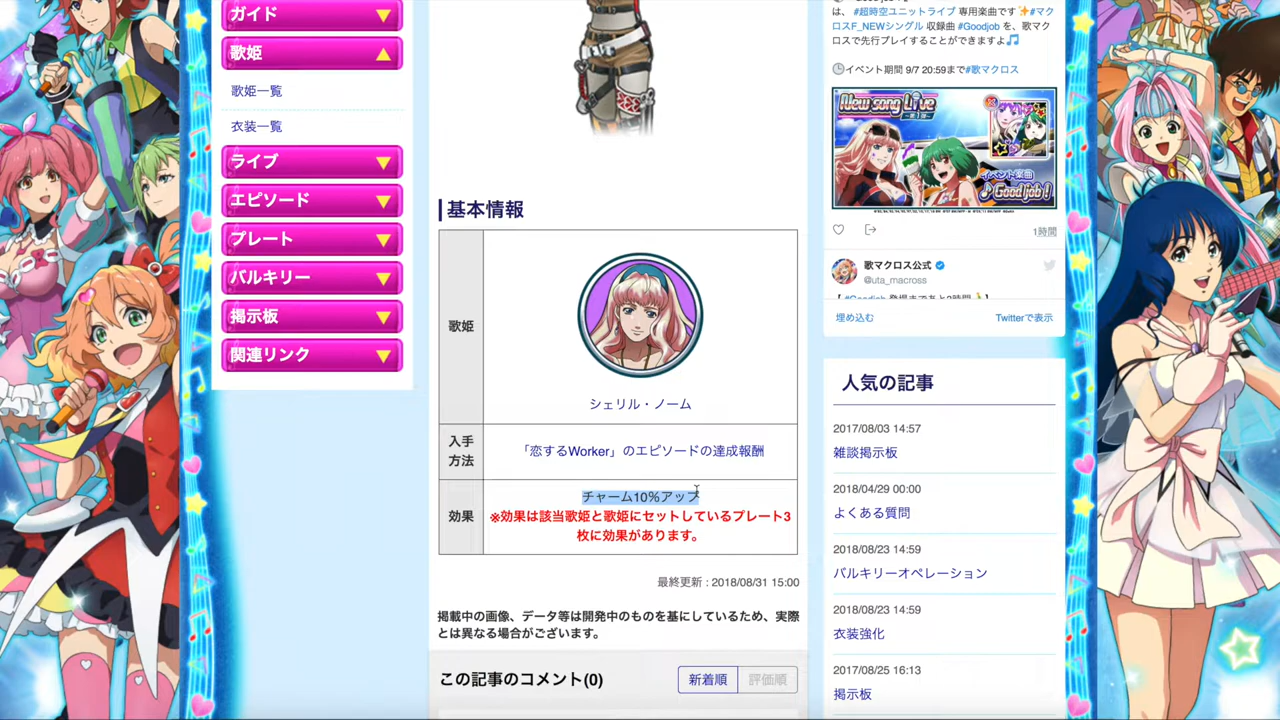 ガイド
歌姫
歌姫一覧
衣装一覧
ライブ
エピソード
プレート
バルキリー
掲示板
関連リンク
基本情報
歌姫
シェリル・ノーム
入手
方法
「恋するWorker」のエピソードの達成報酬
効果
チャーム10%アップ
※効果は該当歌姫と歌姫にセットしているプレート3
枚に効果があります。
最終更新 : 2018/08/31 15:00
掲載中の画像、データ等は開発中のものを基にしているため、実際
とは異なる場合がございます。
この記事のコメント(0)
新着順
評価順
は、 #超時空ユニットライブ 専用楽曲です✨#マク
ロスF_NEWシングル 収録曲 #Goodjob を、歌マク
ロスで先行プレイすることができますよ🎵
🕒イベント期間 9/7 20:59まで#歌マクロス
New song Live
イベント楽曲
♪Good job!
1時間
歌マクロス公式
@uta_macross
埋め込む
Twitterで表示
人気の記事
2017/08/03 14:57
雑談掲示板
2018/04/29 00:00
よくある質問
2018/08/23 14:59
バルキリーオペレーション
2018/08/23 14:59
衣装強化
2017/08/25 16:13
掲示板